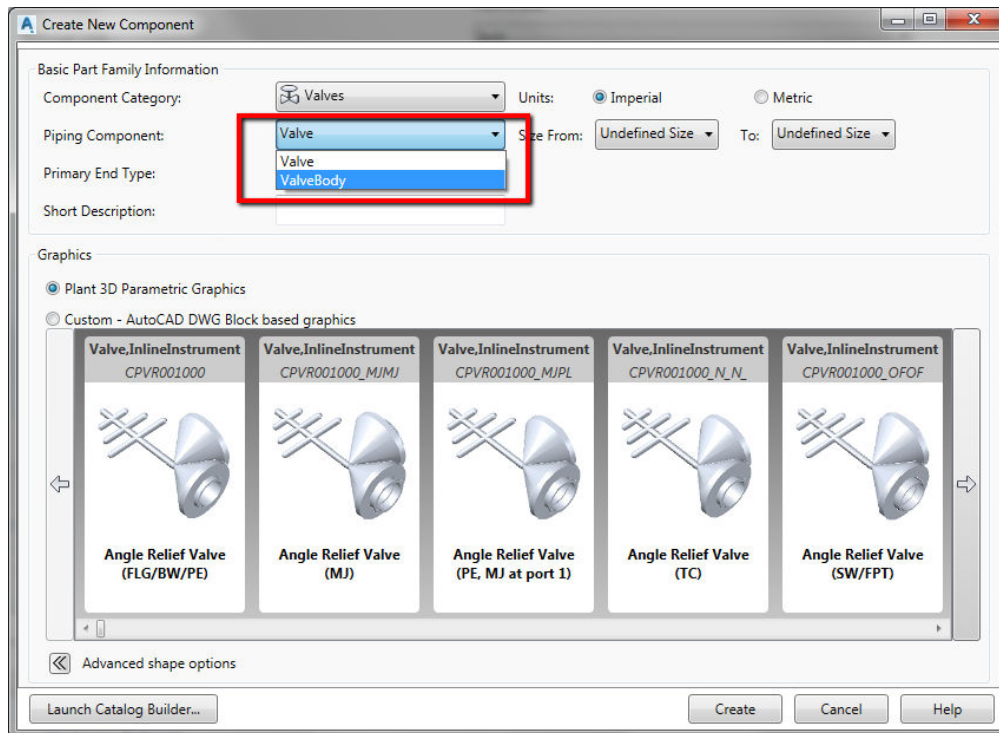 Create New Component
Basic Part Family Information
Component Category: Valves Units: Imperial Metric
Piping Component: Valve Size From: Undefined Size To: Undefined Size
Valve
Primary End Type:
ValveBody
Short Description:
Graphics
Plant 3D Parametric Graphics
Custom - AutoCAD DWG Block based graphics
Valve,InlineInstrument Valve,InlineInstrument Valve,InlineInstrument Valve,InlineInstrument Valve,InlineInstrument
CPVR001000 CPVR001000_MJMJ CPVR001000_MJPL CPVR001000_N_N_ CPVR001000_OFOF
Angle Relief Valve Angle Relief Valve Angle Relief Valve Angle Relief Valve Angle Relief Valve
(FLG/BW/PE) (MJ) (PE, MJ at port 1) (TC) (SW/FPT)
Advanced shape options
Launch Catalog Builder... Create Cancel Help